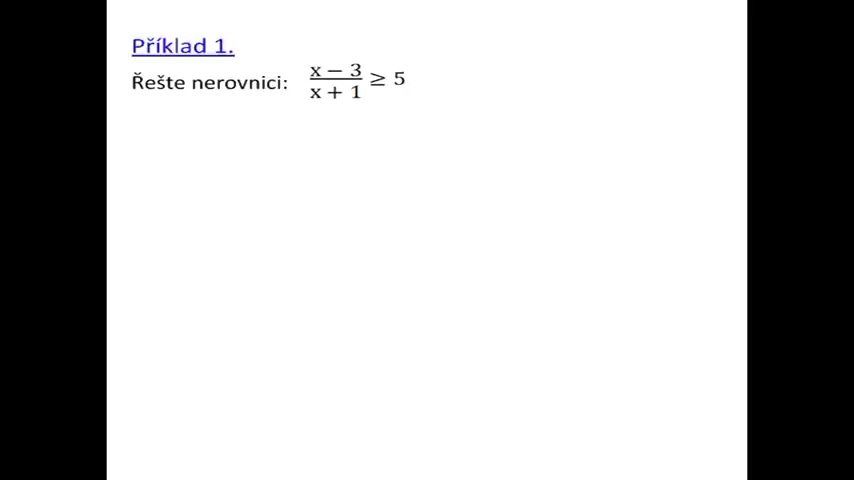 Příklad 1.
Řešte nerovnici: x − 3 / x + 1 ≥ 5